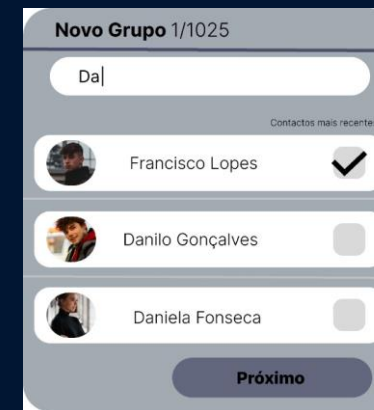 Novo Grupo 1/1025
Da
Contactos mais recente
Francisco Lopes
Danilo Gonçalves
Daniela Fonseca
Próximo